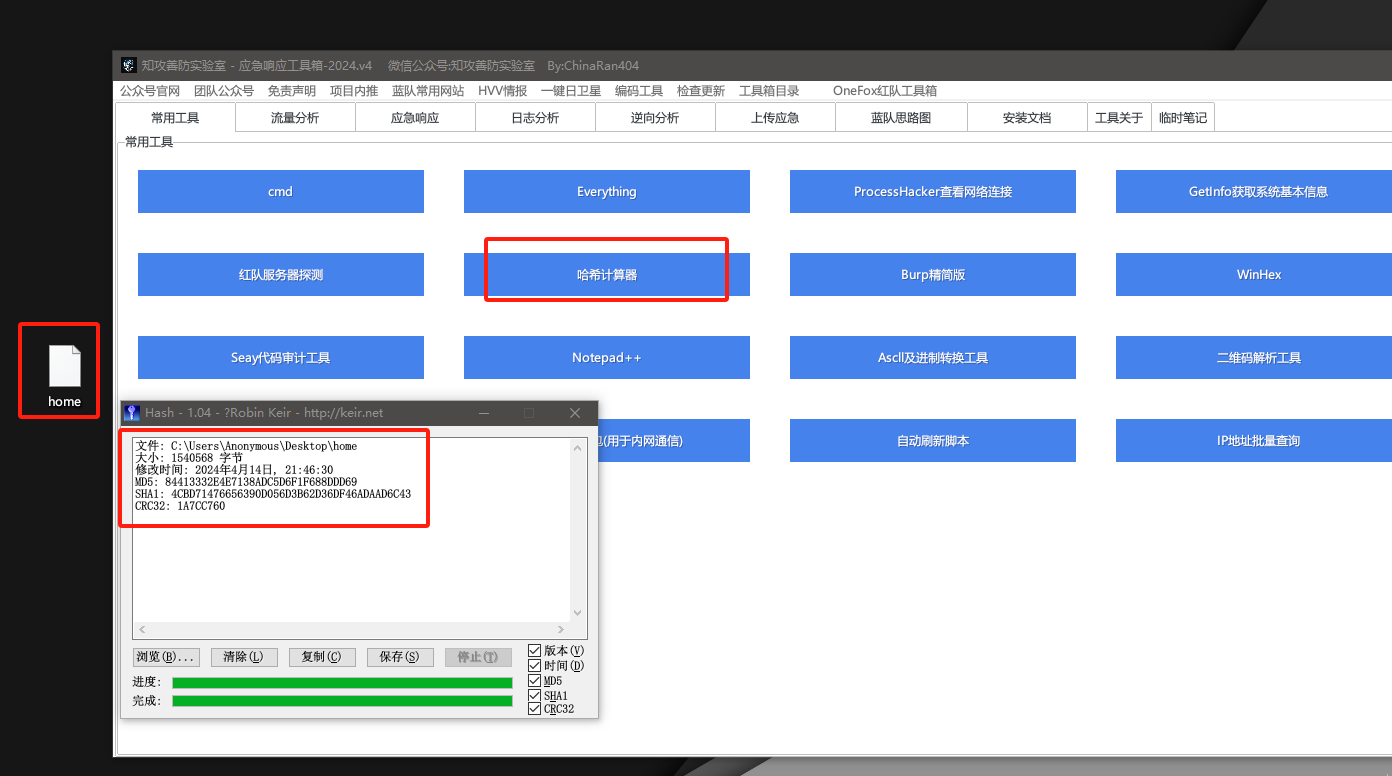 知攻善防实验室 - 应急响应工具箱-2024.v4 微信公众号:知攻善防实验室 By:ChinaRan404
公众号官网 团队公众号 免责声明 项目内推 蓝队常用网站 HVV情报 一键日卫星 编码工具 检查更新 工具箱目录 OneFox红队工具箱
常用工具 流量分析 应急响应 日志分析 逆向分析 上传应急 蓝队思路图 安装文档 工具关于 临时笔记
常用工具
cmd Everything ProcessHacker查看网络连接 GetInfo获取系统基本信息
红队服务器探测 哈希计算器 Burp精简版 WinHex
Seay代码审计工具 Notepad++ AscII及进制转换工具 二维码解析工具
home
(用于内网通信) 自动刷新脚本 IP地址批量查询
Hash - 1.04 - ?Robin Keir - http://keir.net
文件: C:\Users\Anonymous\Desktop\home
大小: 1540568 字节
修改时间: 2024年4月14日, 21:46:30
MD5: 84413332E4E7138ADC5D6F1F688DDD69
SHA1: 4CBD71476656390D056D3B62D36DF46ADAAD6C43
CRC32: 1A7CC760
浏览(B)... 清除(L) 复制(C) 保存(S) 停止(T)
版本(V)
时间(D)
MD5
SHA1
CRC32
进度:
完成: